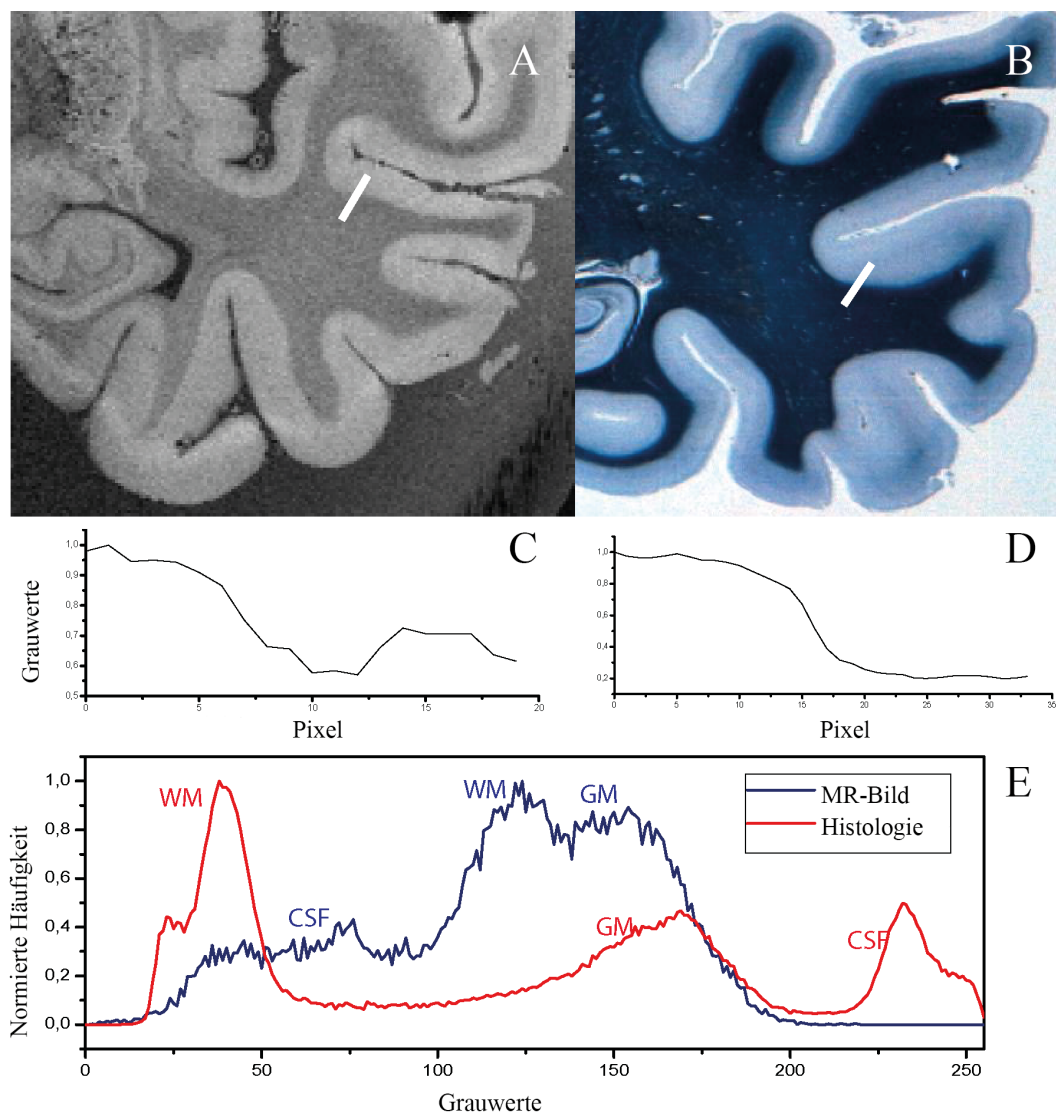 A
B
C
1,0
0,9
0,8
0,7
0,6
0,5
0
5
10
15
20
Grauwerte
Pixel
D
1,0
0,8
0,6
0,4
0,2
0
5
10
15
20
25
30
35
Pixel
E
1,0
0,8
0,6
0,4
0,2
0,0
0
50
100
150
200
250
Normierte Häufigkeit
Grauwerte
WM
CSF
WM
GM
GM
CSF
MR-Bild
Histologie